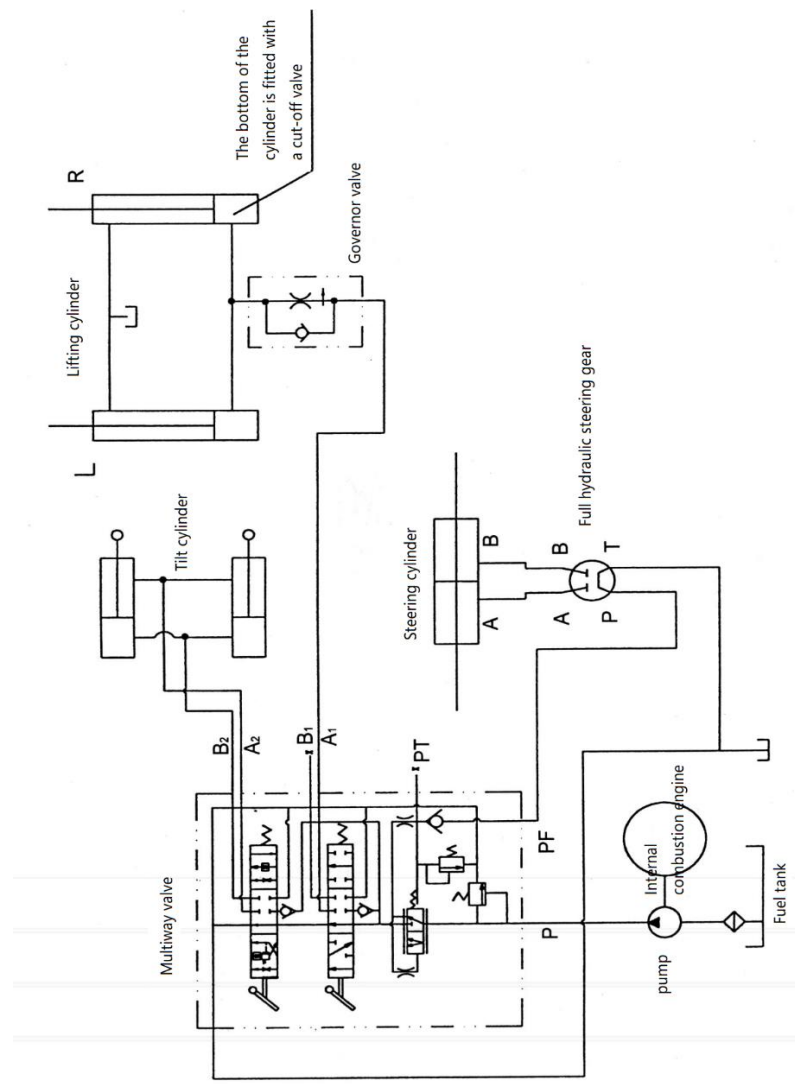 The bottom of the
cylinder is fitted with
a cut-off valve
R
Lifting cylinder
Governor valve
L
Tilt cylinder
Steering cylinder
Full hydraulic steering gear
A
B
A
B
P
T
B2
A2
B1
A1
PT
PF
P
Multiway valve
Internal
combustion engine
pump
Fuel tank